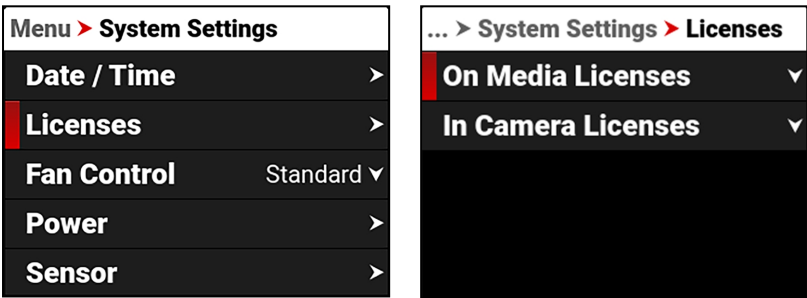 Menu > System Settings
Date / Time
Licenses
Fan Control Standard
Power
Sensor
... > System Settings > Licenses
On Media Licenses
In Camera Licenses